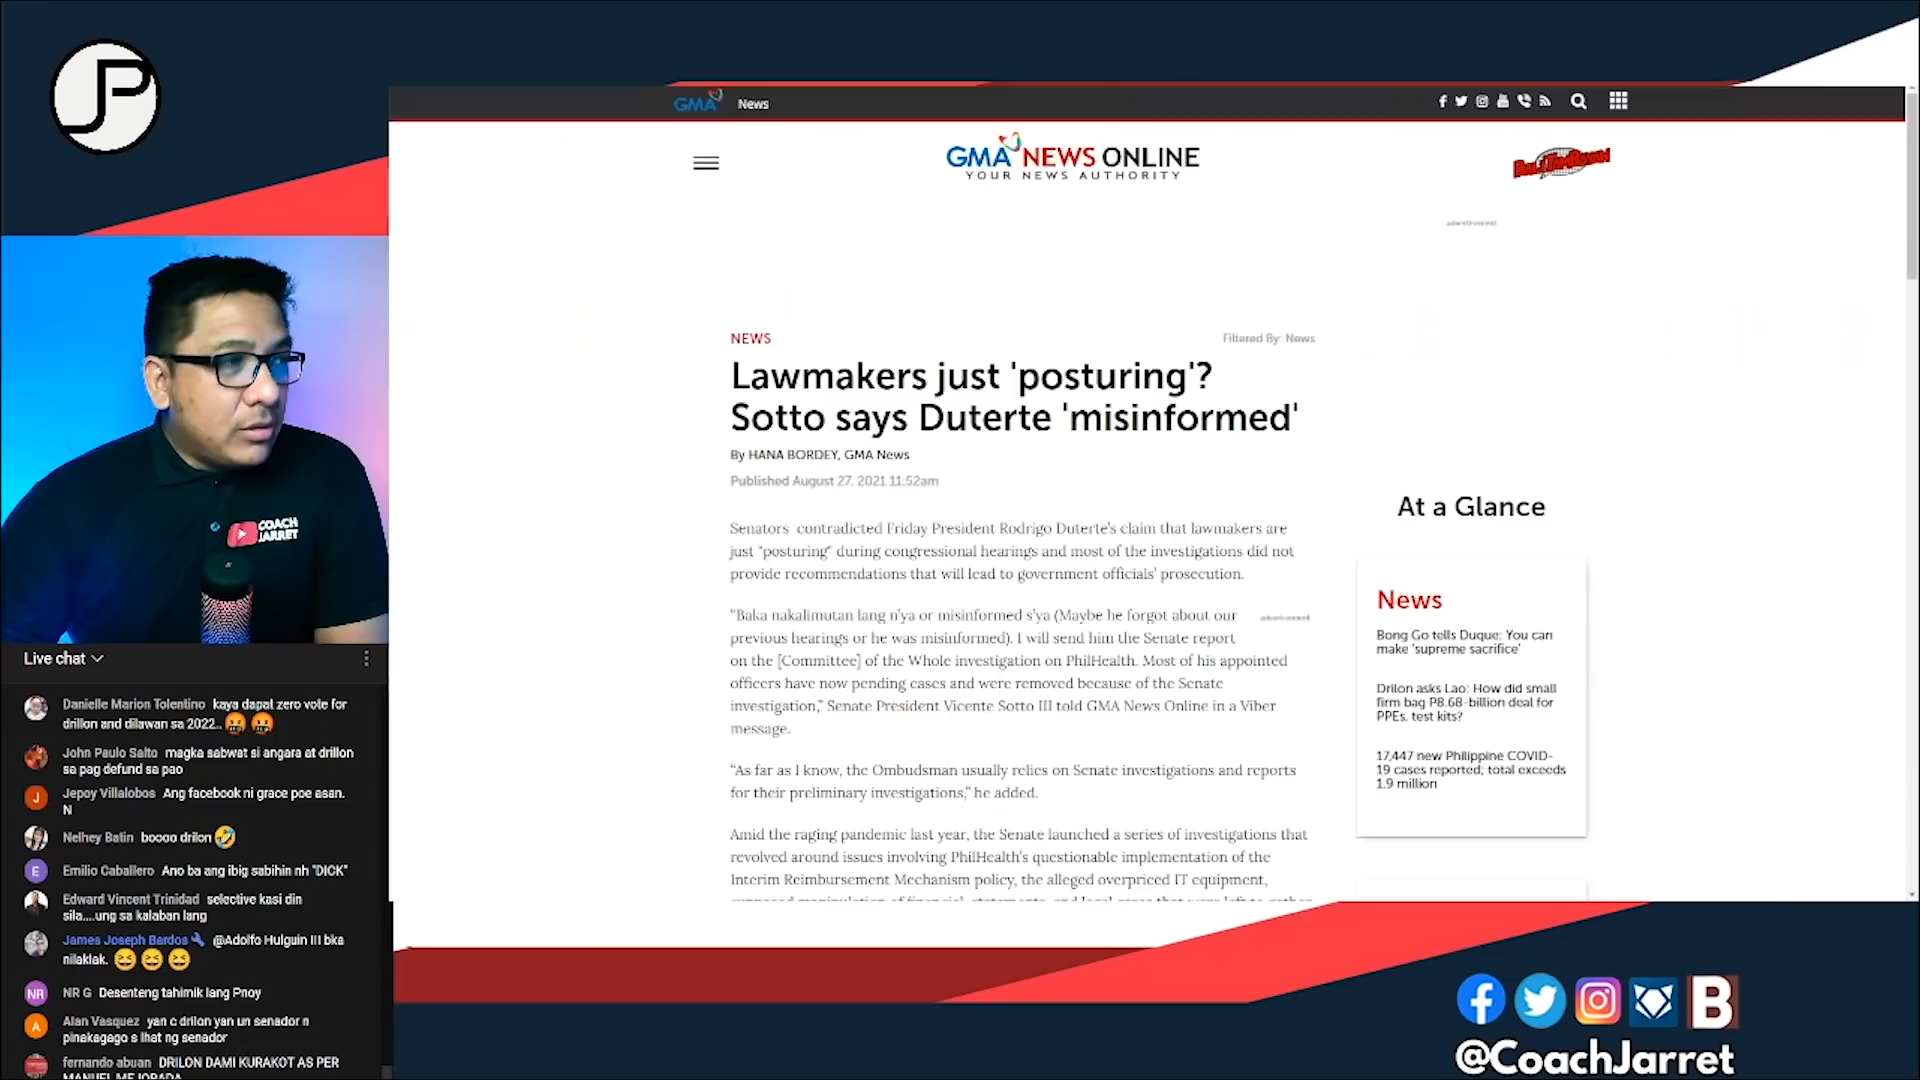 JP
GMA News
GMA NEWS ONLINE
YOUR NEWS AUTHORITY
advertisement
NEWS
Filtered By: News
Lawmakers just 'posturing'?
Sotto says Duterte 'misinformed'
By HANA BORDEY, GMA News
Published August 27, 2021 11:52am
Senators contradicted Friday President Rodrigo Duterte's claim that lawmakers are
just "posturing" during congressional hearings and most of the investigations did not
provide recommendations that will lead to government officials' prosecution.
"Baka nakalimutan lang n'ya or misinformed s'ya (Maybe he forgot about our
previous hearings or he was misinformed). I will send him the Senate report
on the [Committee] of the Whole investigation on PhilHealth. Most of his appointed
officers have now pending cases and were removed because of the Senate
investigation," Senate President Vicente Sotto III told GMA News Online in a Viber
message.
advertisement
"As far as I know, the Ombudsman usually relies on Senate investigations and reports
for their preliminary investigations," he added.
Amid the raging pandemic last year, the Senate launched a series of investigations that
revolved around issues involving PhilHealth's questionable implementation of the
Interim Reimbursement Mechanism policy, the alleged overpriced IT equipment,
At a Glance
News
Bong Go tells Duque: You can
make 'supreme sacrifice'
Drilon asks Lao: How did small
firm bag P8.68-billion deal for
PPEs, test kits?
17,447 new Philippine COVID-
19 cases reported; total exceeds
1.9 million
COACH
JARRET
Live chat
Danielle Marion Tolentino kaya dapat zero vote for
drillon and dilawan sa 2022..
John Paulo Salto magka sabwat si angara at drillon
sa pag defund sa pao
J
Jepoy Villalobos Ang facebook ni grace poe asan.
N
Nelhey Batin boooo drilon
E
Emilio Caballero Ano ba ang ibig sabihin nh "DICK"
Edward Vincent Trinidad selective kasi din
sila....ung sa kalaban lang
James Joseph Bardos @Adolfo Hulguin III bka
nilaklak.
NR
NR G Desenteng tahimik lang Pnoy
A
Alan Vasquez yan c drilon yan un senador n
pinakagago s lhat ng senador
fernando abuan DRILON DAMI KURAKOT AS PER
B
@CoachJarret